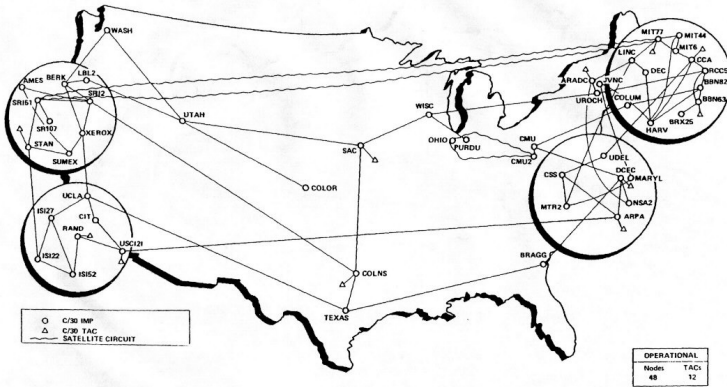 WASH
AMES
BERK
LBL2
SRI51
SRI2
SRI07
STAN
XEROX
SUMEX
UTAH
COLOR
SAC
WISC
OHIO
PURDU
CMU
CMU2
UCLA
ISI27
CIT
RAND
USCI21
ISI22
ISI52
COLNS
TEXAS
BRAGG
MIT77
MIT44
LINC
MIT6
CCA
RCC5
DEC
BBN82
BBN63
BRX25
HARV
ARADC
JVNC
UROCH
COLUM
UDEL
CSS
DCEC
MARYL
NSA2
MTR2
ARPA
C/30 IMP
C/30 TAC
SATELLITE CIRCUIT
OPERATIONAL
Nodes TACs
48 12